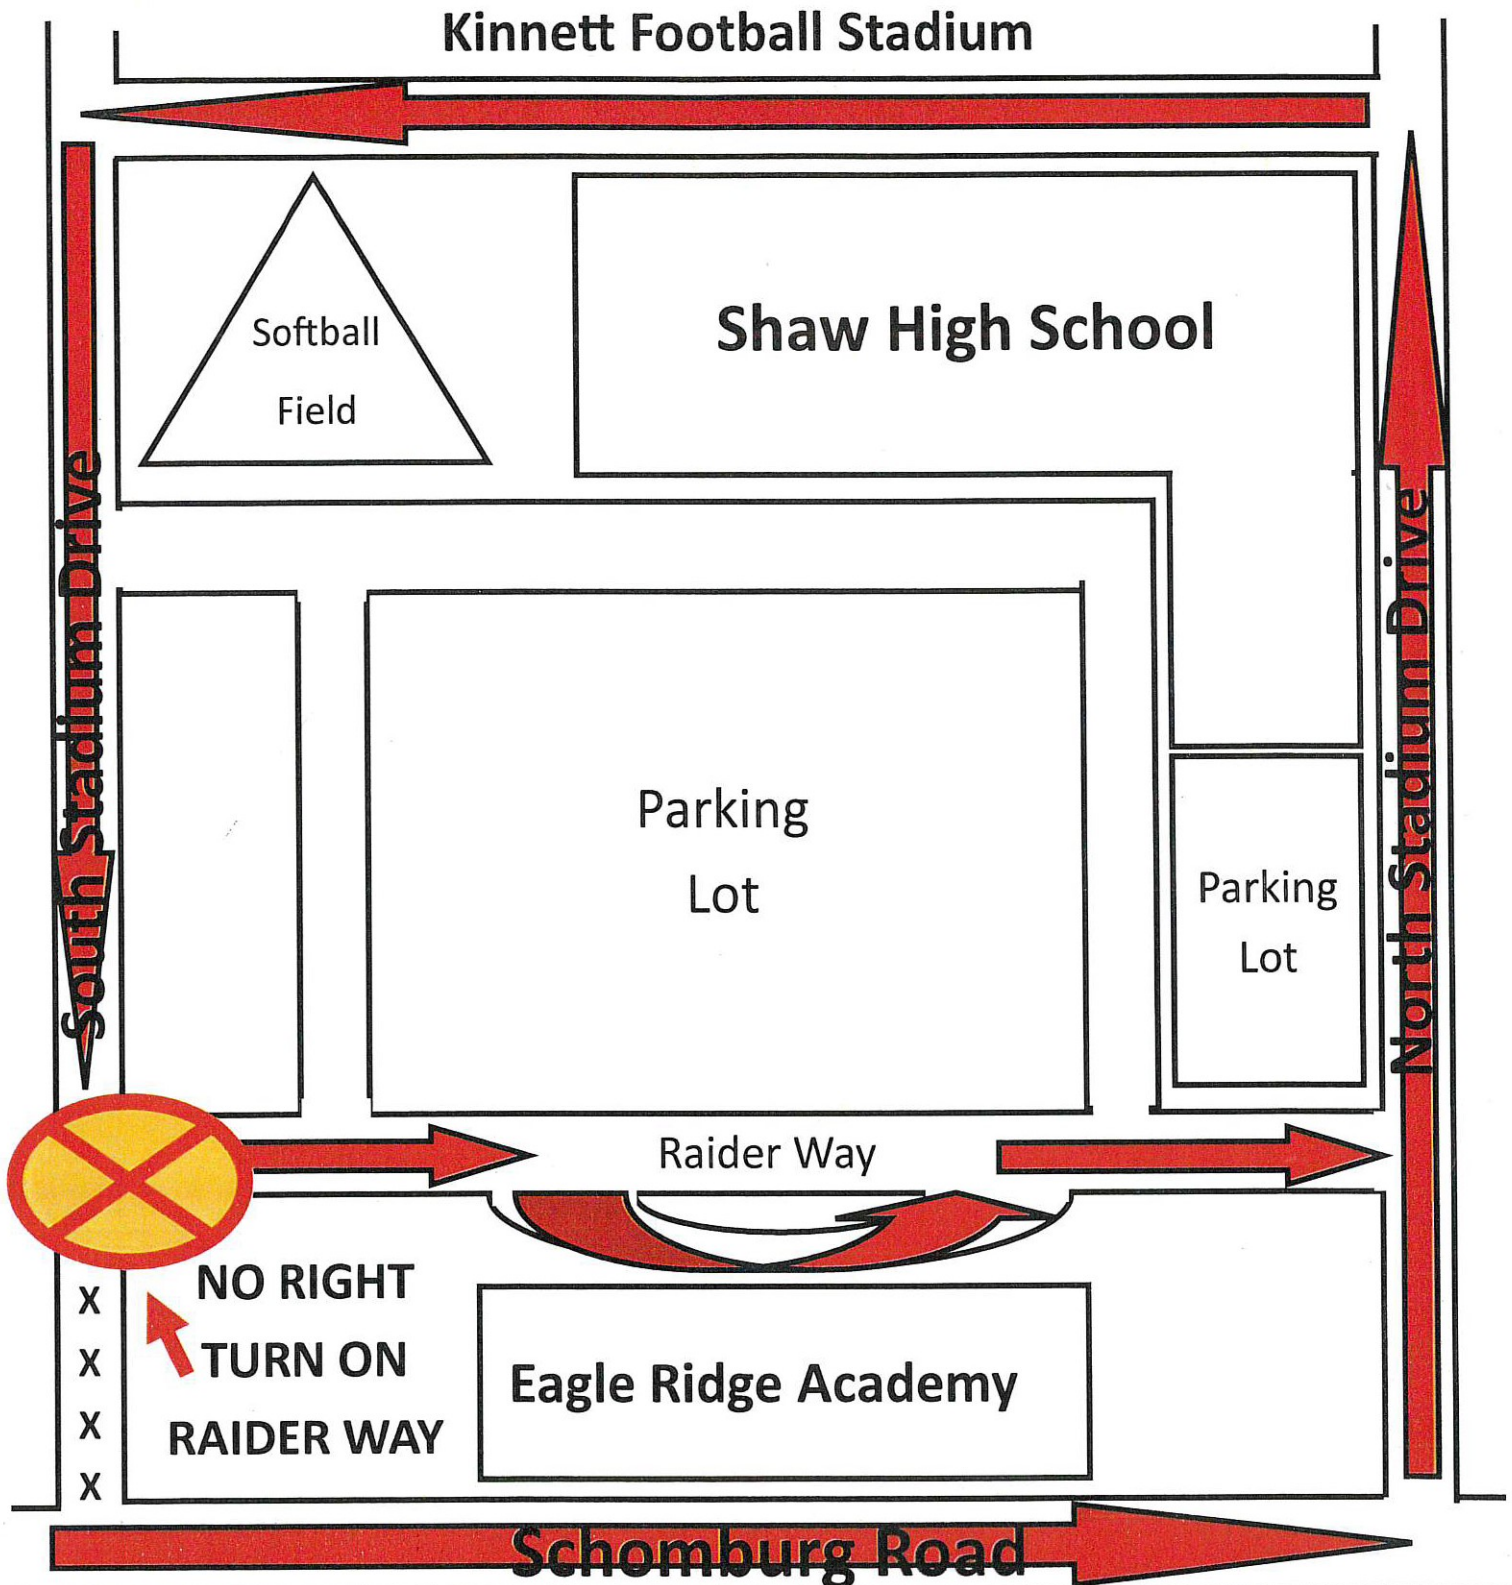 Kinnett Football Stadium
Softball
Field
Shaw High School
South Stadium Drive
North Stadium Drive
Parking
Lot
Parking
Lot
Raider Way
NO RIGHT
TURN ON
RAIDER WAY
X
X
X
X
Eagle Ridge Academy
Schomburg Road